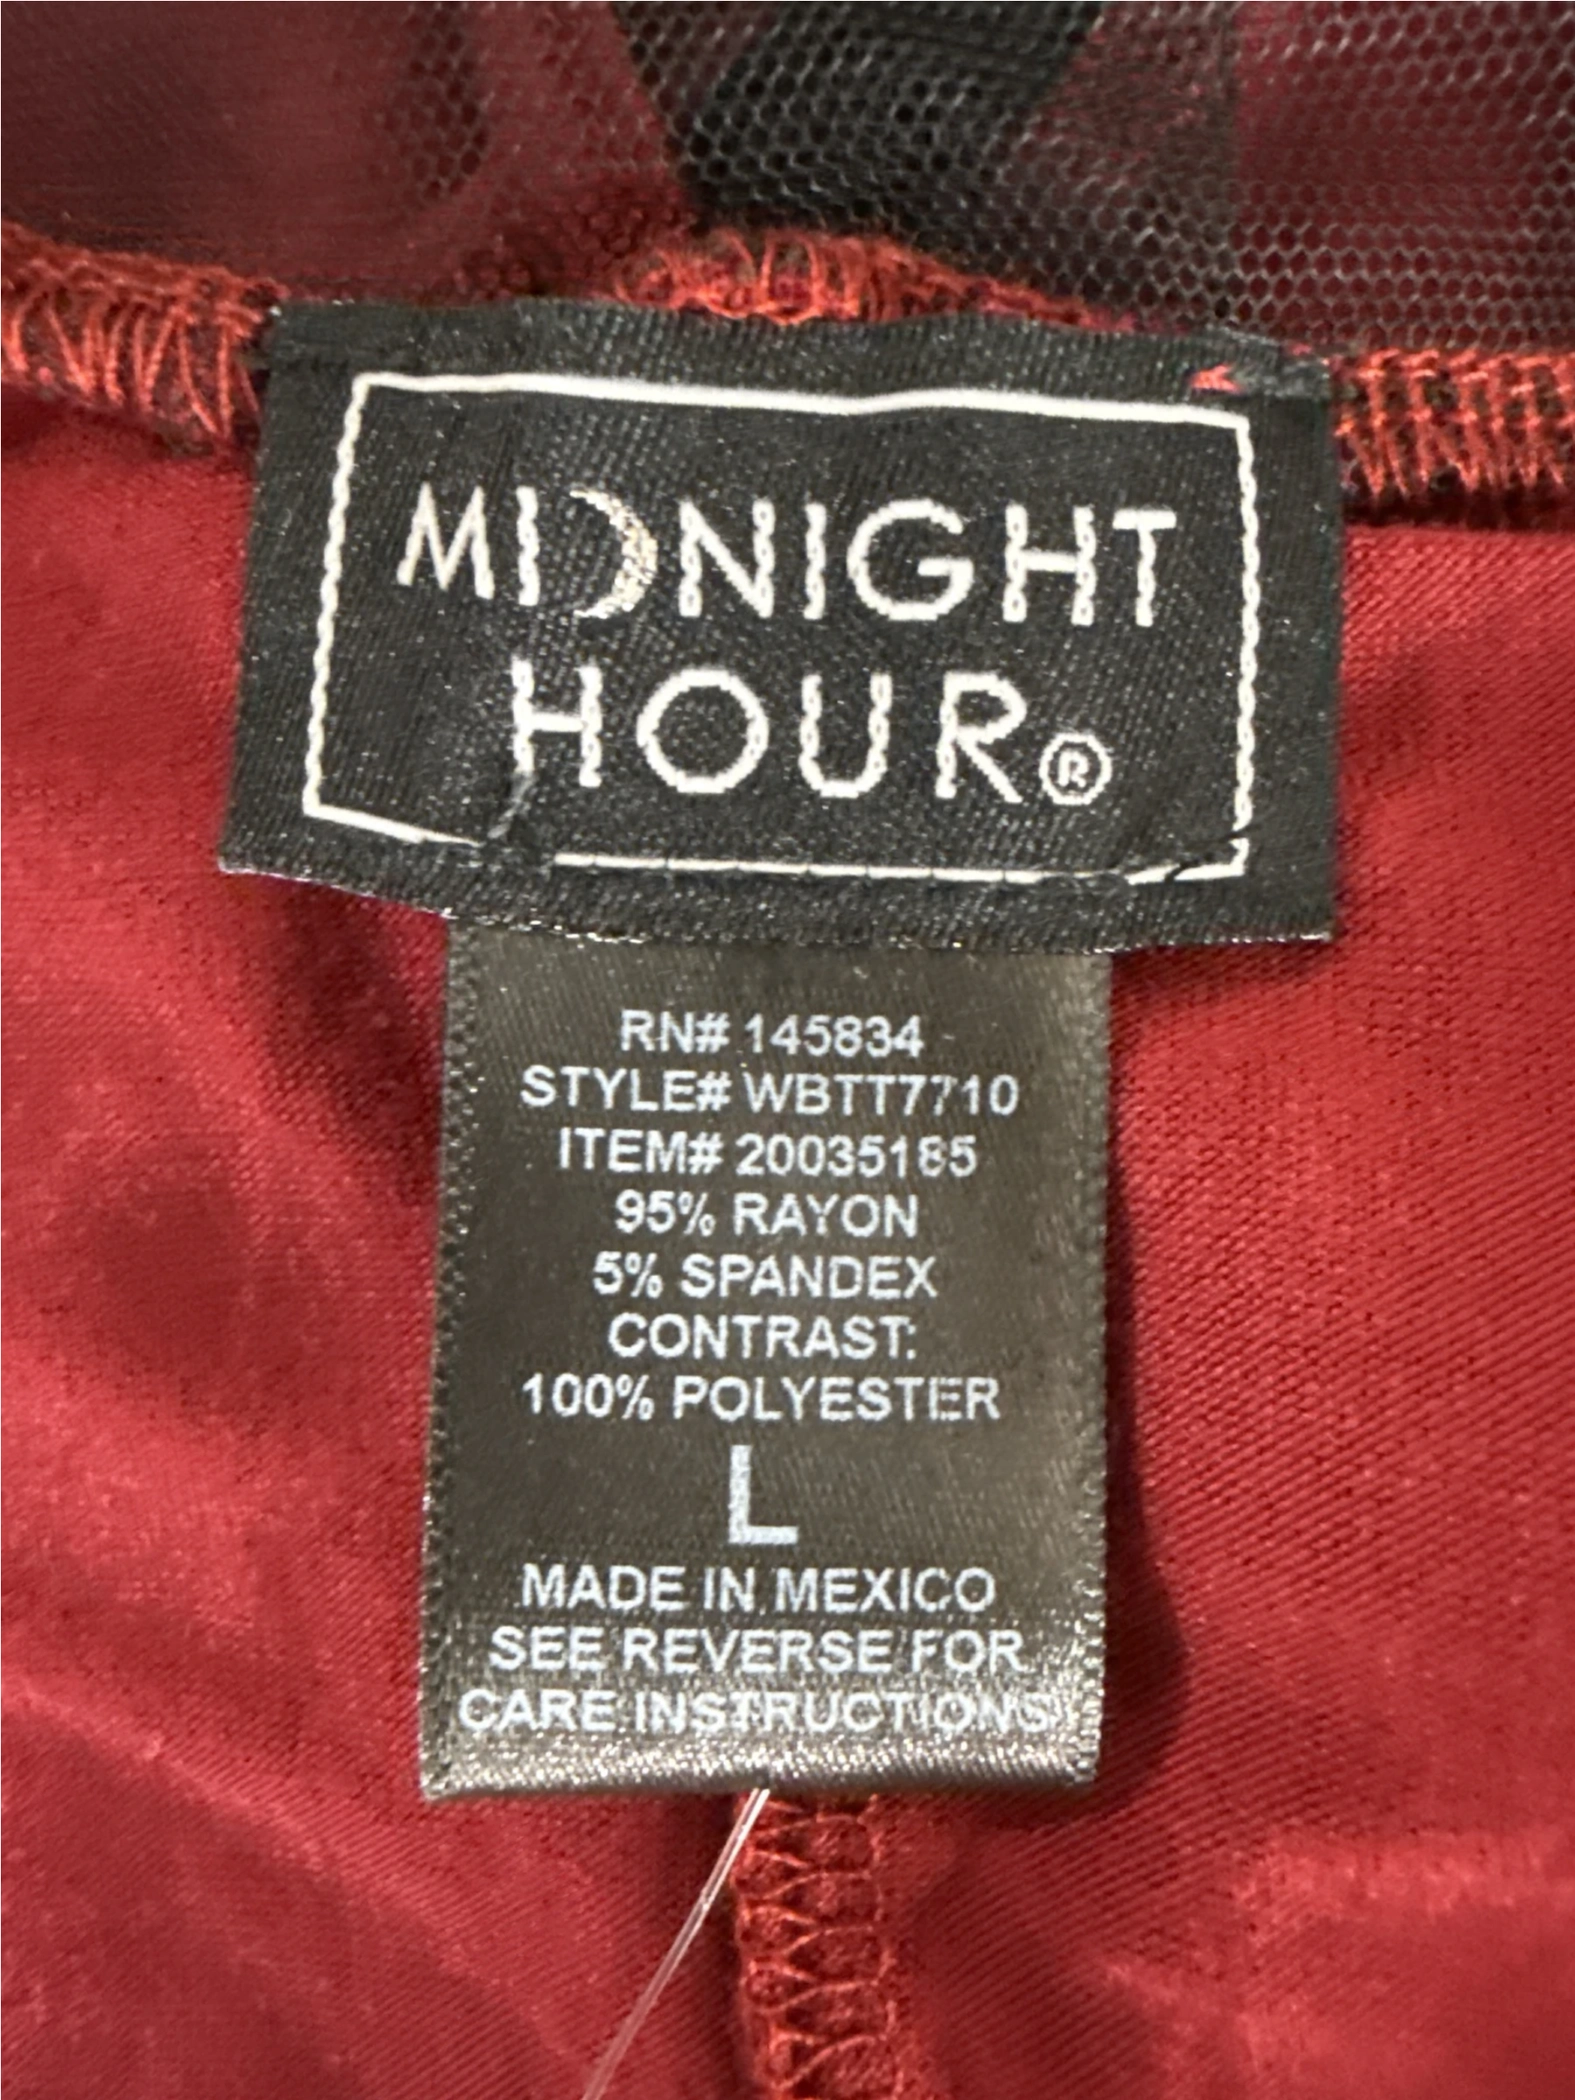 MIDNIGHT
HOUR®
RN# 145834
STYLE# WBTT7710
ITEM# 20035185
95% RAYON
5% SPANDEX
CONTRAST:
100% POLYESTER
L
MADE IN MEXICO
SEE REVERSE FOR
CARE INSTRUCTIONS